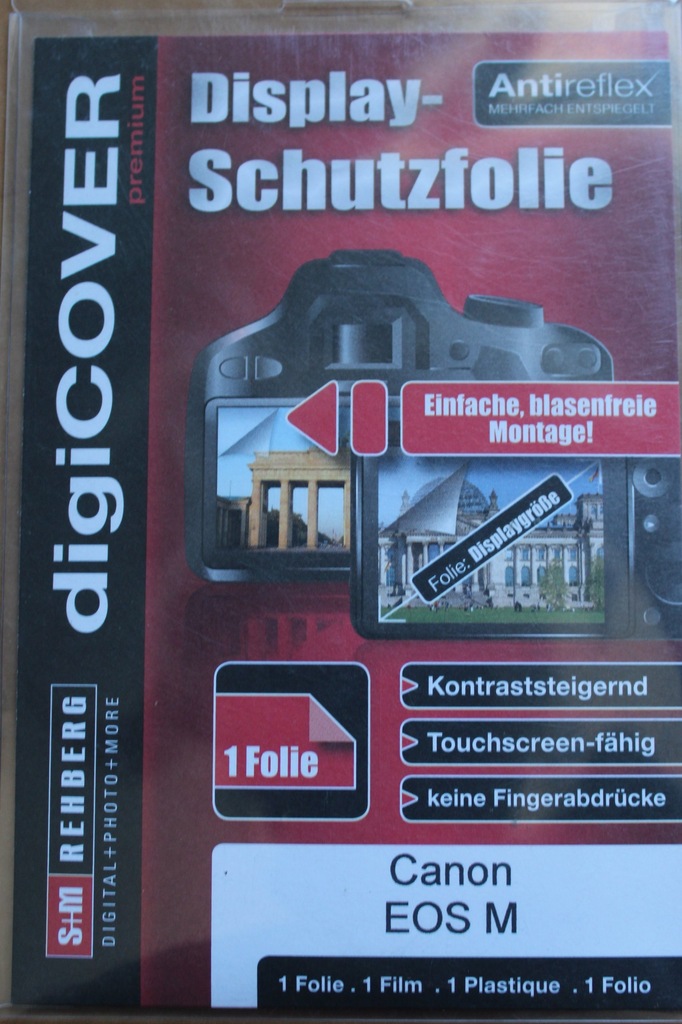 digiCOVER
premium
S+M REHBERG
DIGITAL+PHOTO+MORE
Display-
Schutzfolie
Antireflex
MEHRFACH ENTSPIEGELT
Einfache, blasenfreie
Montage!
Folie: Displaygröße
1 Folie
> Kontraststeigernd
> Touchscreen-fähig
> keine Fingerabdrücke
Canon
EOS M
1 Folie . 1 Film . 1 Plastique . 1 Folio